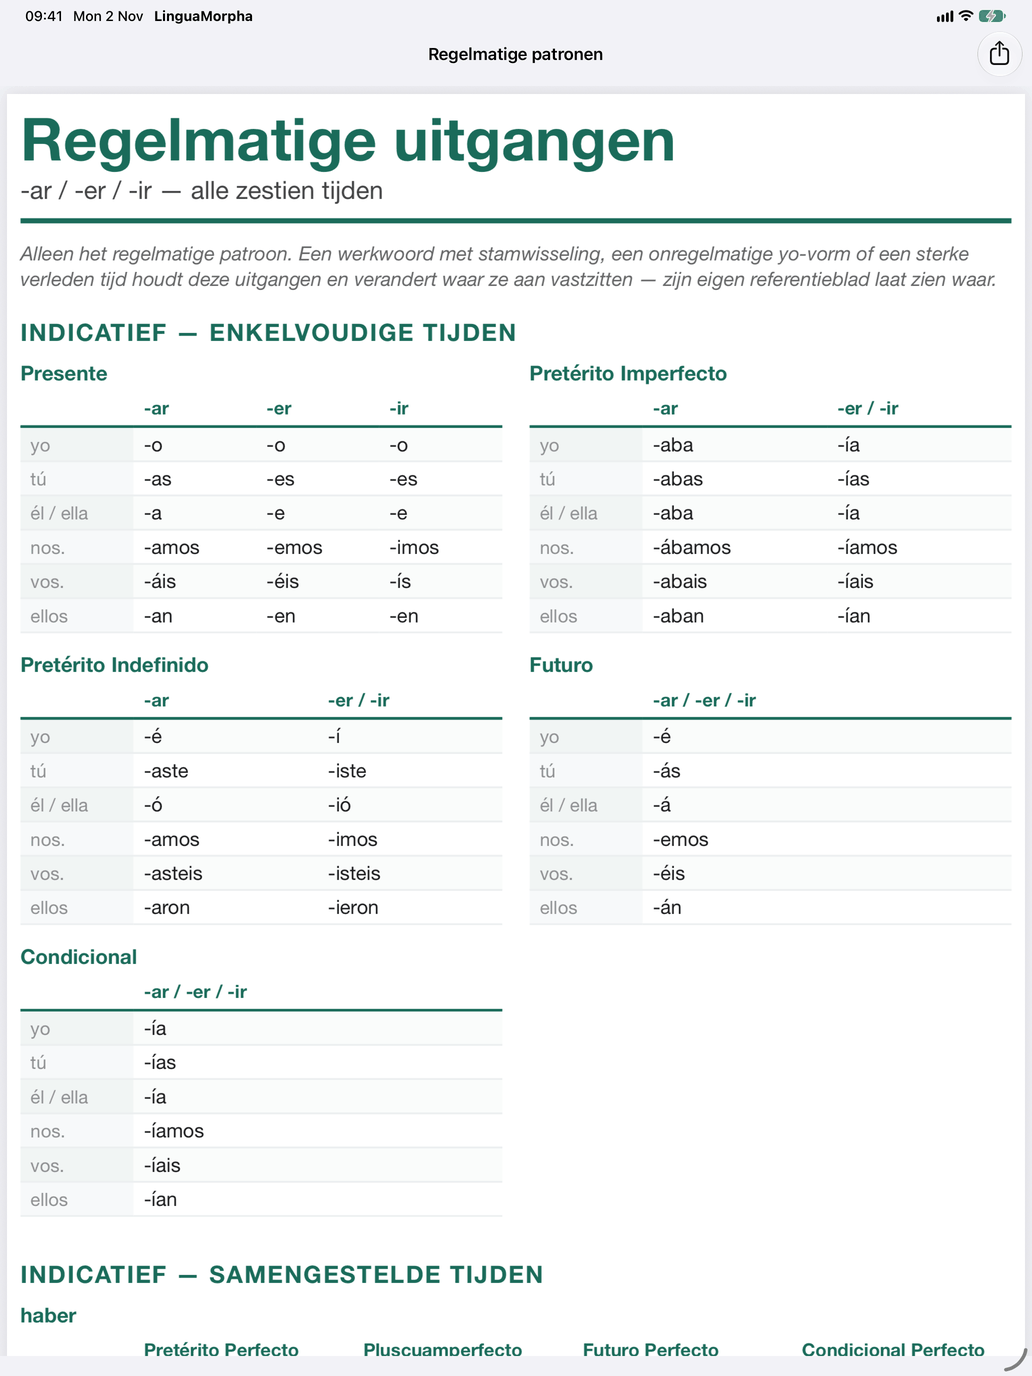 09:41 Mon 2 Nov LinguaMorpha
Regelmatige patronen
Regelmatige uitgangen
-ar / -er / -ir — alle zestien tijden
Alleen het regelmatige patroon. Een werkwoord met stamwisseling, een onregelmatige yo-vorm of een sterke
verleden tijd houdt deze uitgangen en verandert waar ze aan vastzitten — zijn eigen referentieblad laat zien waar.
INDICATIEF — ENKELVOUDIGE TIJDEN
Presente
-ar -er -ir
yo -o -o -o
tú -as -es -es
él / ella -a -e -e
nos. -amos -emos -imos
vos. -áis -éis -ís
ellos -an -en -en
Pretérito Imperfecto
-ar -er / -ir
yo -aba -ía
tú -abas -ías
él / ella -aba -ía
nos. -ábamos -íamos
vos. -abais -íais
ellos -aban -ían
Pretérito Indefinido
-ar -er / -ir
yo -é -í
tú -aste -iste
él / ella -ó -ió
nos. -amos -imos
vos. -asteis -isteis
ellos -aron -ieron
Futuro
-ar / -er / -ir
yo -é
tú -ás
él / ella -á
nos. -emos
vos. -éis
ellos -án
Condicional
-ar / -er / -ir
yo -ía
tú -ías
él / ella -ía
nos. -íamos
vos. -íais
ellos -ían
INDICATIEF — SAMENGESTELDE TIJDEN
haber
Pretérito Perfecto Pluscuamperfecto Futuro Perfecto Condicional Perfecto